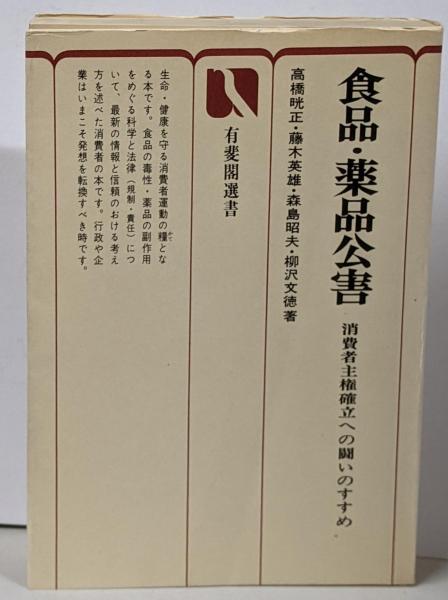 食品・薬品公害
消費者主権確立への闘いのすすめ
高橋晄正・藤木英雄・森島昭夫・柳沢文徳著
有斐閣選書
生命・健康を守る消費者運動の糧(かて)とな
る本です。食品の毒性・薬品の副作用
をめぐる科学と法律(規制・責任)につ
いて、最新の情報と信頼のおける考え
方を述べた消費者の本です。行政や企
業はいまこそ発想を転換すべき時です。